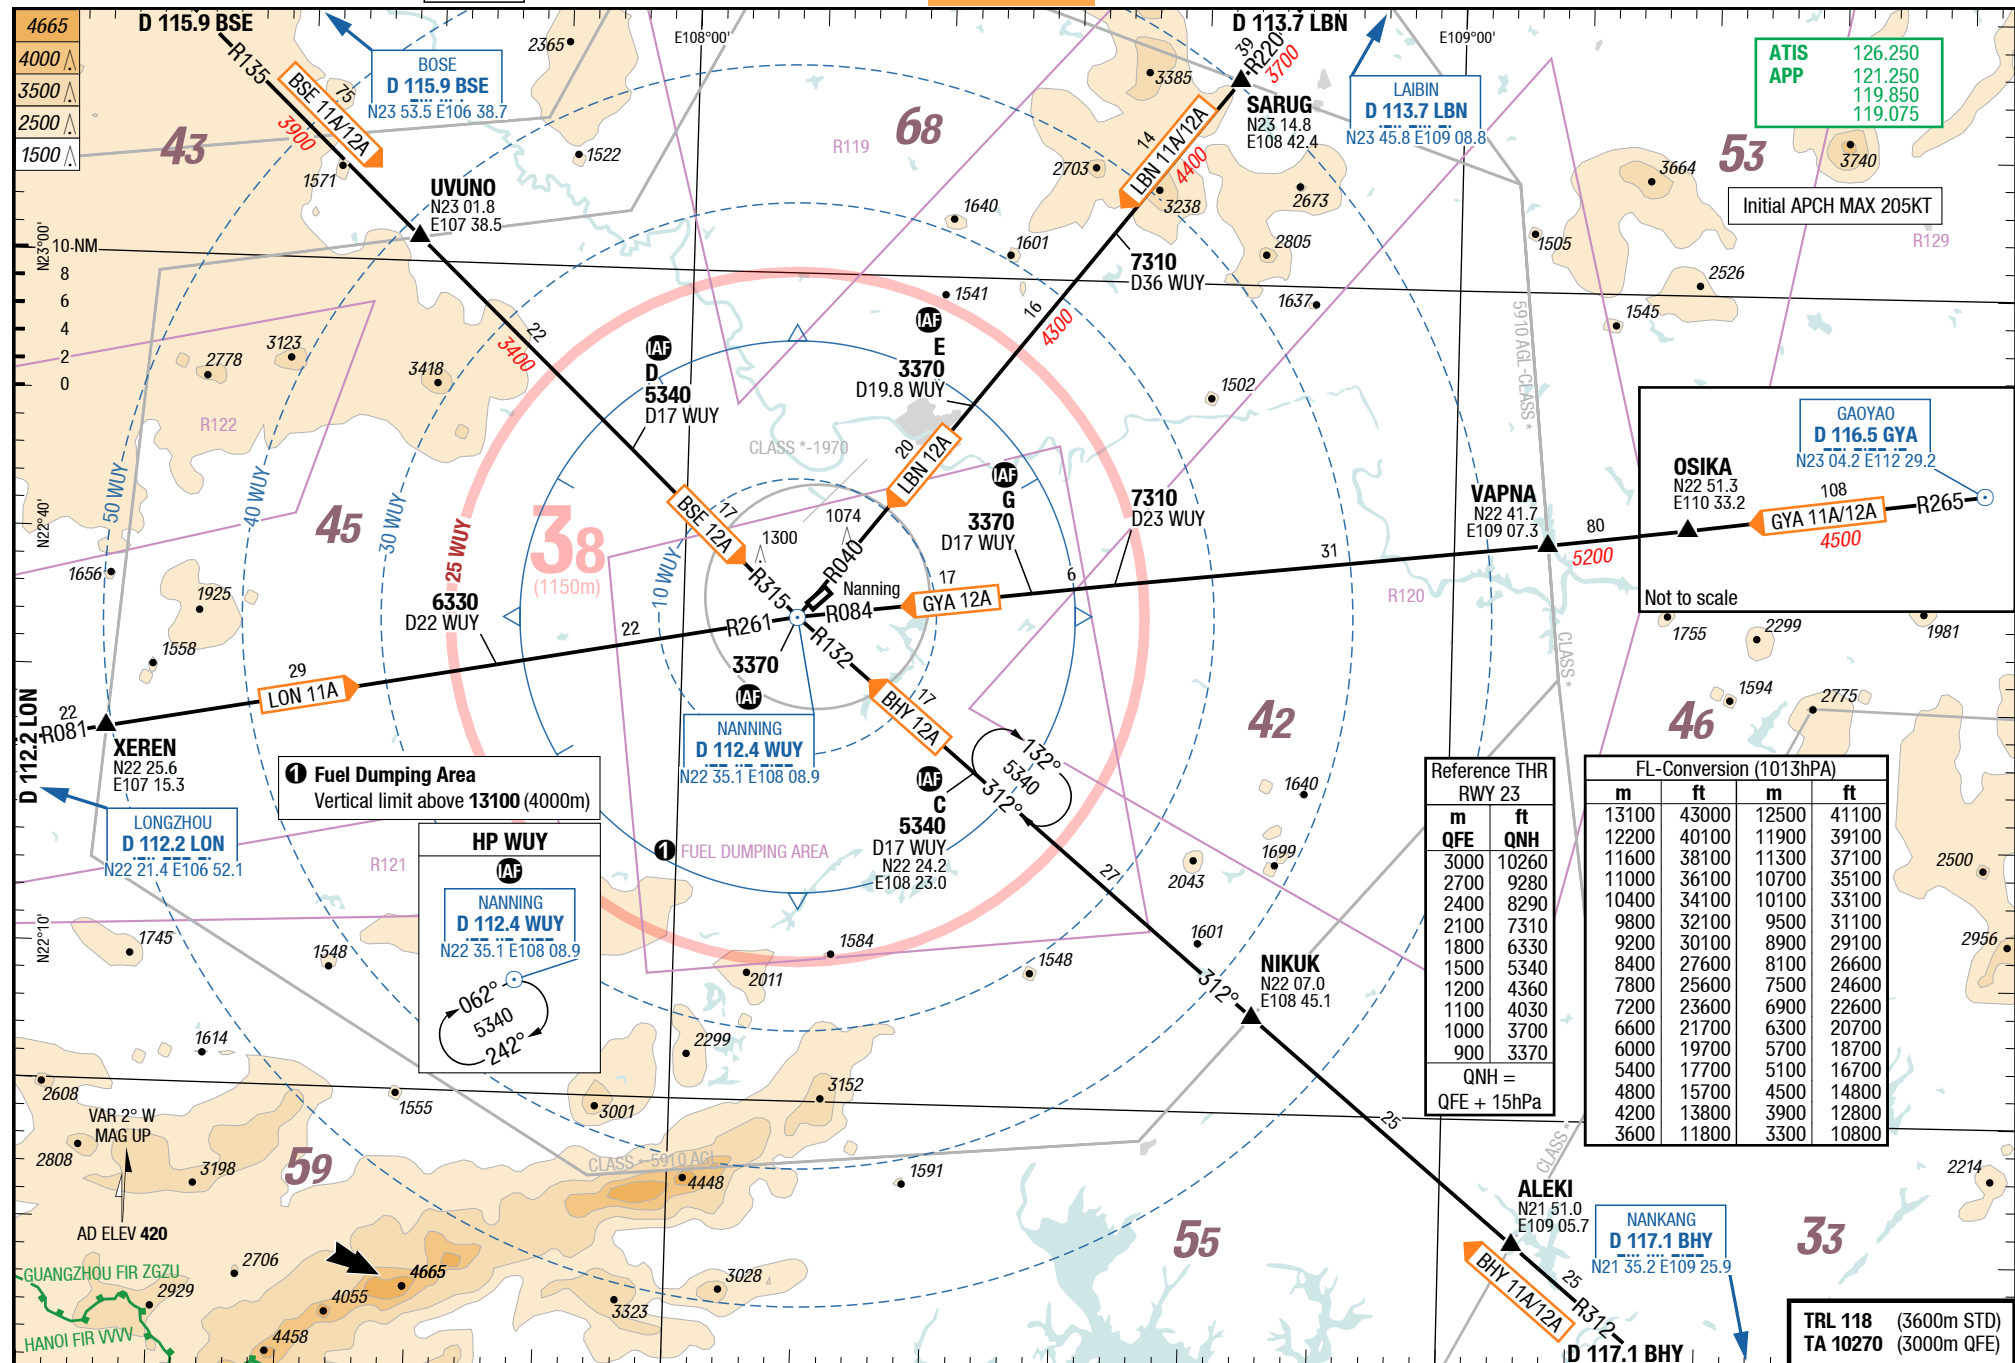 4665
4000
3500
2500
1500
D 115.9 BSE
R135
BSE 11A/12A
75
3900
BOSE
D 115.9 BSE
N23 53.5 E106 38.7
2365
E108°00'
D 113.7 LBN
39
R220
3700
E109°00'
LAIBIN
D 113.7 LBN
N23 45.8 E109 08.8
ATIS 126.250
APP 121.250
119.850
119.075
43
1571
1522
68
R119
3385
SARUG
N23 14.8
E108 42.4
14
LBN 11A/12A
4400
2703
3238
2673
53
3664
3740
Initial APCH MAX 205KT
R129
UVUNO
N23 01.8
E107 38.5
1640
1601
2805
1505
2526
N23°00'
10 NM
8
6
4
2
0
7310
D36 WUY
1637
1545
1541
22
3400
16
4300
5910 AGL-CLASS *
IAF
D
5340
D17 WUY
IAF
E
3370
D19.8 WUY
3123
2778
3418
1502
R122
CLASS *-1970
20
LBN 12A
IAF
G
3370
D17 WUY
7310
D23 WUY
GAOYAO
D 116.5 GYA
N23 04.2 E112 29.2
OSIKA
N22 51.3
E110 33.2
108
GYA 11A/12A
R265
4500
Not to scale
VAPNA
N22 41.7
E109 07.3
80
5200
31
6
N22°40'
50 WUY
40 WUY
30 WUY
25 WUY
10 WUY
45
38
(1150m)
BSE 12A
17
1300
1074
R040
R315
Nanning
17
GYA 12A
R084
R120
1656
1925
1558
6330
D22 WUY
22
R261
R132
3370
IAF
NANNING
D 112.4 WUY
N22 35.1 E108 08.9
CLASS *
1755
2299
1981
1594
2775
29
LON 11A
22
R081
D 112.2 LON
XEREN
N22 25.6
E107 15.3
17
BHY 12A
42
46
1 Fuel Dumping Area
Vertical limit above 13100 (4000m)
LONGZHOU
D 112.2 LON
N22 21.4 E106 52.1
R121
HP WUY
IAF
NANNING
D 112.4 WUY
N22 35.1 E108 08.9
062°
5340
242°
1 FUEL DUMPING AREA
IAF
C
5340
D17 WUY
N22 24.2
E108 23.0
132°
5340
312°
1640
1699
2043
27
Reference THR
RWY 23
m ft
QFE QNH
3000 10260
2700 9280
2400 8290
2100 7310
1800 6330
1500 5340
1200 4360
1100 4030
1000 3700
900 3370
QNH =
QFE + 15hPa
FL-Conversion (1013hPA)
m ft m ft
13100 43000 12500 41100
12200 40100 11900 39100
11600 38100 11300 37100
11000 36100 10700 35100
10400 34100 10100 33100
9800 32100 9500 31100
9200 30100 8900 29100
8400 27600 8100 26600
7800 25600 7500 24600
7200 23600 6900 22600
6600 21700 6300 20700
6000 19700 5700 18700
5400 17700 5100 16700
4800 15700 4500 14800
4200 13800 3900 12800
3600 11800 3300 10800
2500
2956
N22°10'
1745
1548
1584
2011
1548
1601
312°
NIKUK
N22 07.0
E108 45.1
1614
2299
2608
1555
3001
3152
VAR 2° W
MAG UP
2808
3198
59
CLASS *-5910 AGL
4448
1591
25
CLASS *
2214
AD ELEV 420
55
ALEKI
N21 51.0
E109 05.7
NANKANG
D 117.1 BHY
N21 35.2 E109 25.9
33
GUANGZHOU FIR ZGZU
HANOI FIR VVVV
2706
2929
4665
4055
4458
3323
3028
25
BHY 11A/12A
R312
D 117.1 BHY
TRL 118 (3600m STD)
TA 10270 (3000m QFE)